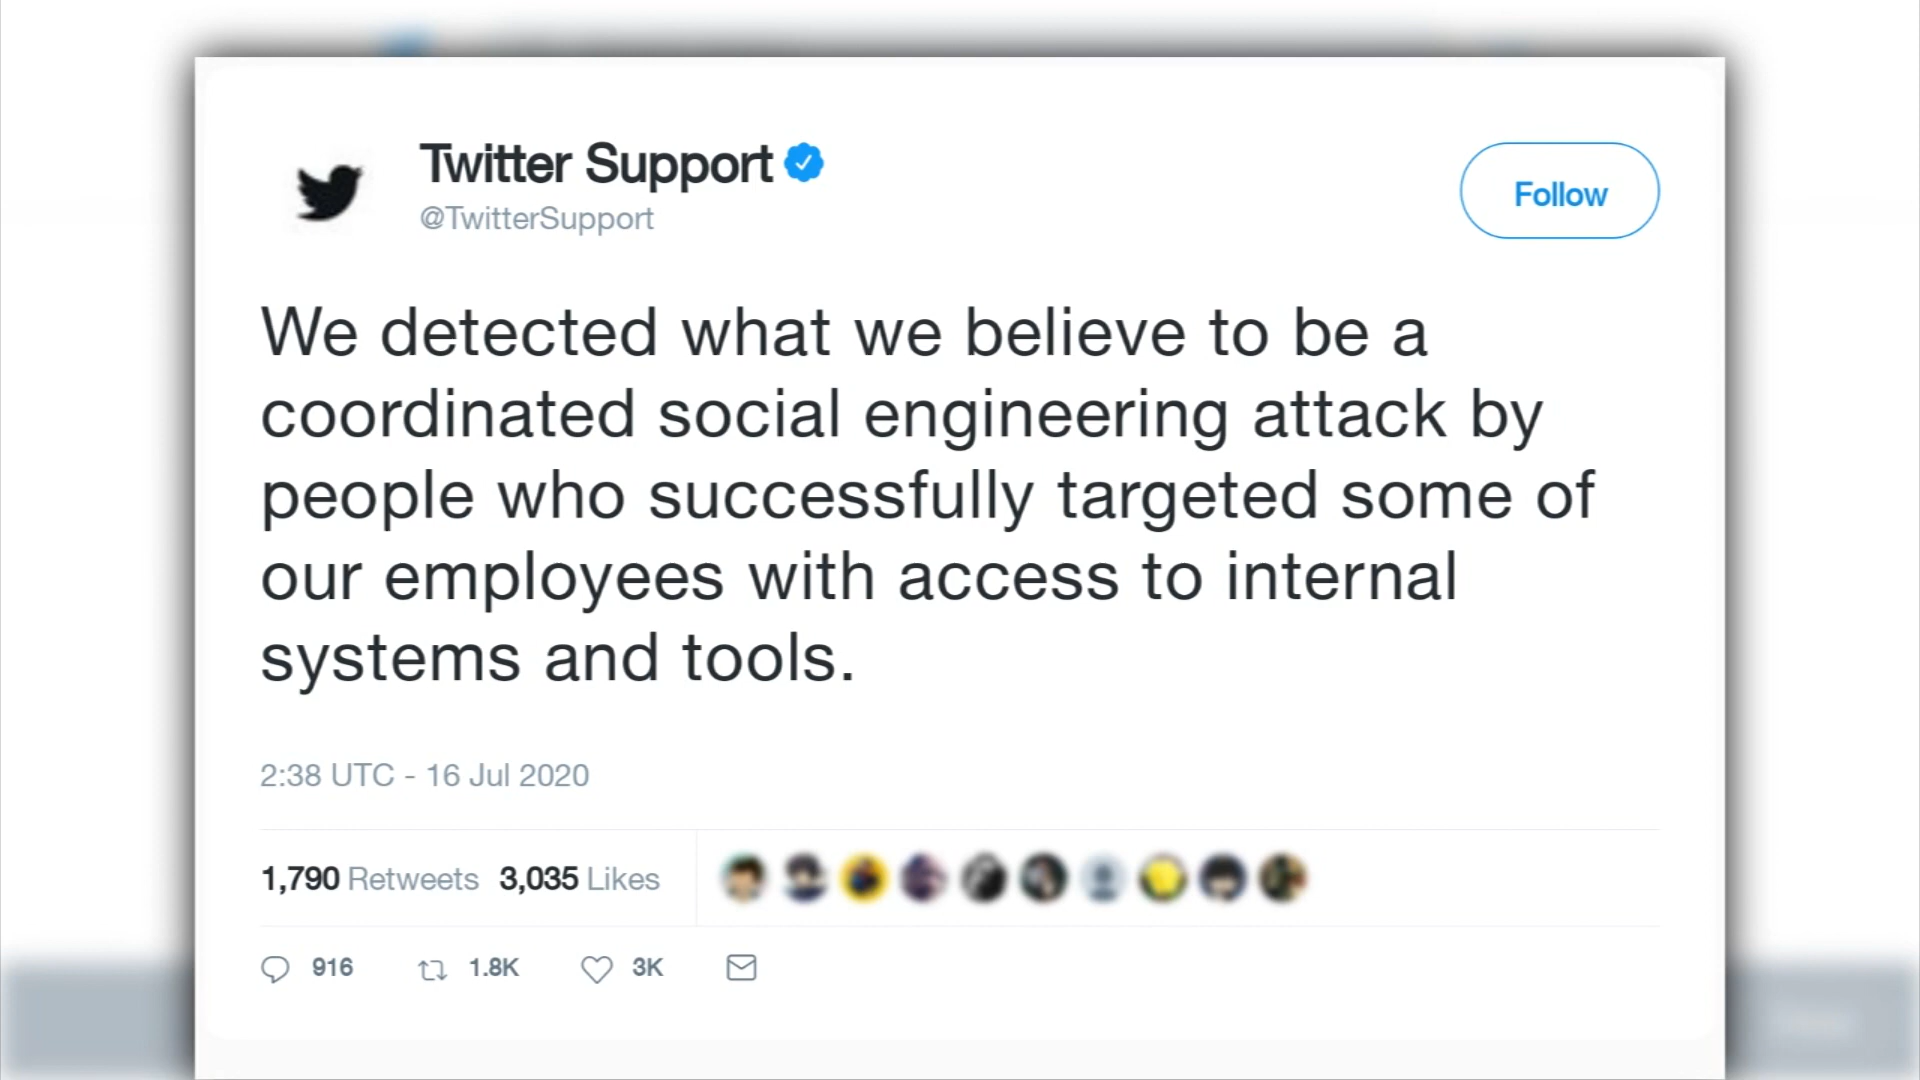 Twitter Support
@TwitterSupport
Follow
We detected what we believe to be a
coordinated social engineering attack by
people who successfully targeted some of
our employees with access to internal
systems and tools.
2:38 UTC - 16 Jul 2020
1,790 Retweets 3,035 Likes
916 1.8K 3K